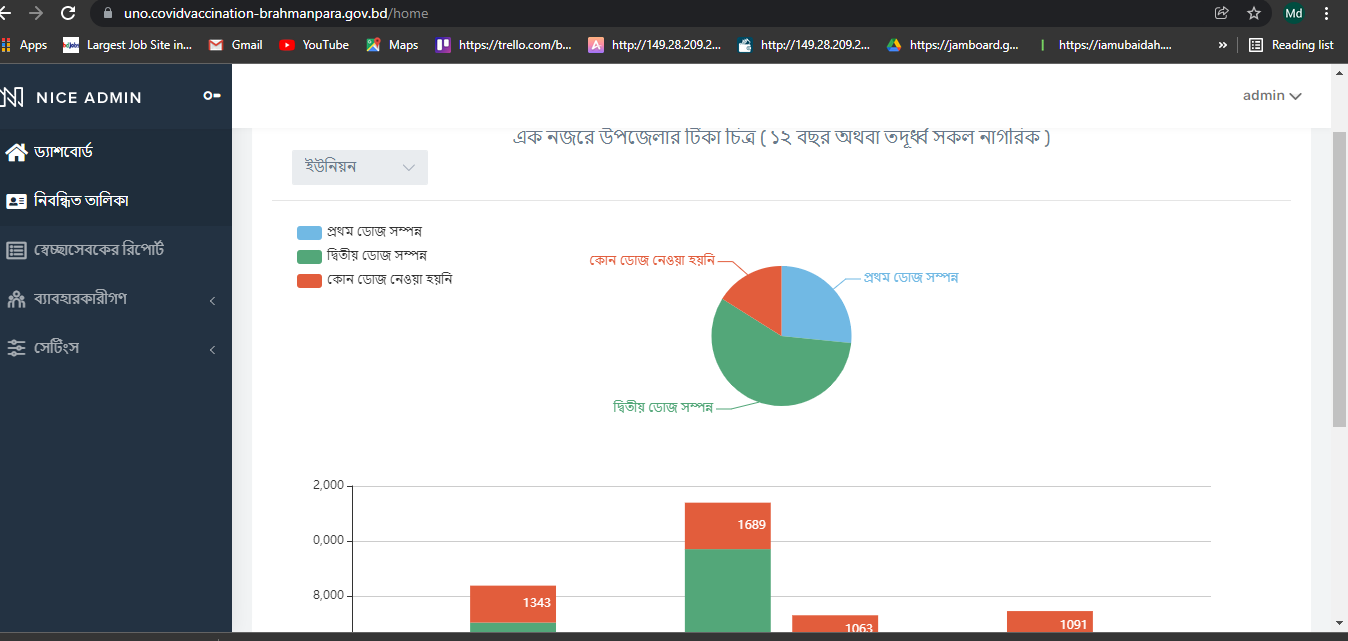 uno.covidvaccination-brahmanpara.gov.bd/home
Md
Apps
Largest Job Site in...
Gmail
YouTube
Maps
https://trello.com/b...
http://149.28.209.2...
http://149.28.209.2...
https://jamboard.g...
https://iamubaidah....
»
Reading list
NICE ADMIN
admin
ড্যাশবোর্ড
নিবন্ধিত তালিকা
স্বেচ্ছাসেবকের রিপোর্ট
ব্যাবহারকারীগণ
সেটিংস
এক নজরে উপজেলার টিকা চিত্র ( ১২ বছর অথবা তদূর্ধ্ব সকল নাগরিক )
ইউনিয়ন
প্রথম ডোজ সম্পন্ন
দ্বিতীয় ডোজ সম্পন্ন
কোন ডোজ নেওয়া হয়নি
কোন ডোজ নেওয়া হয়নি
প্রথম ডোজ সম্পন্ন
দ্বিতীয় ডোজ সম্পন্ন
2,000
0,000
8,000
1689
1343
1063
1091